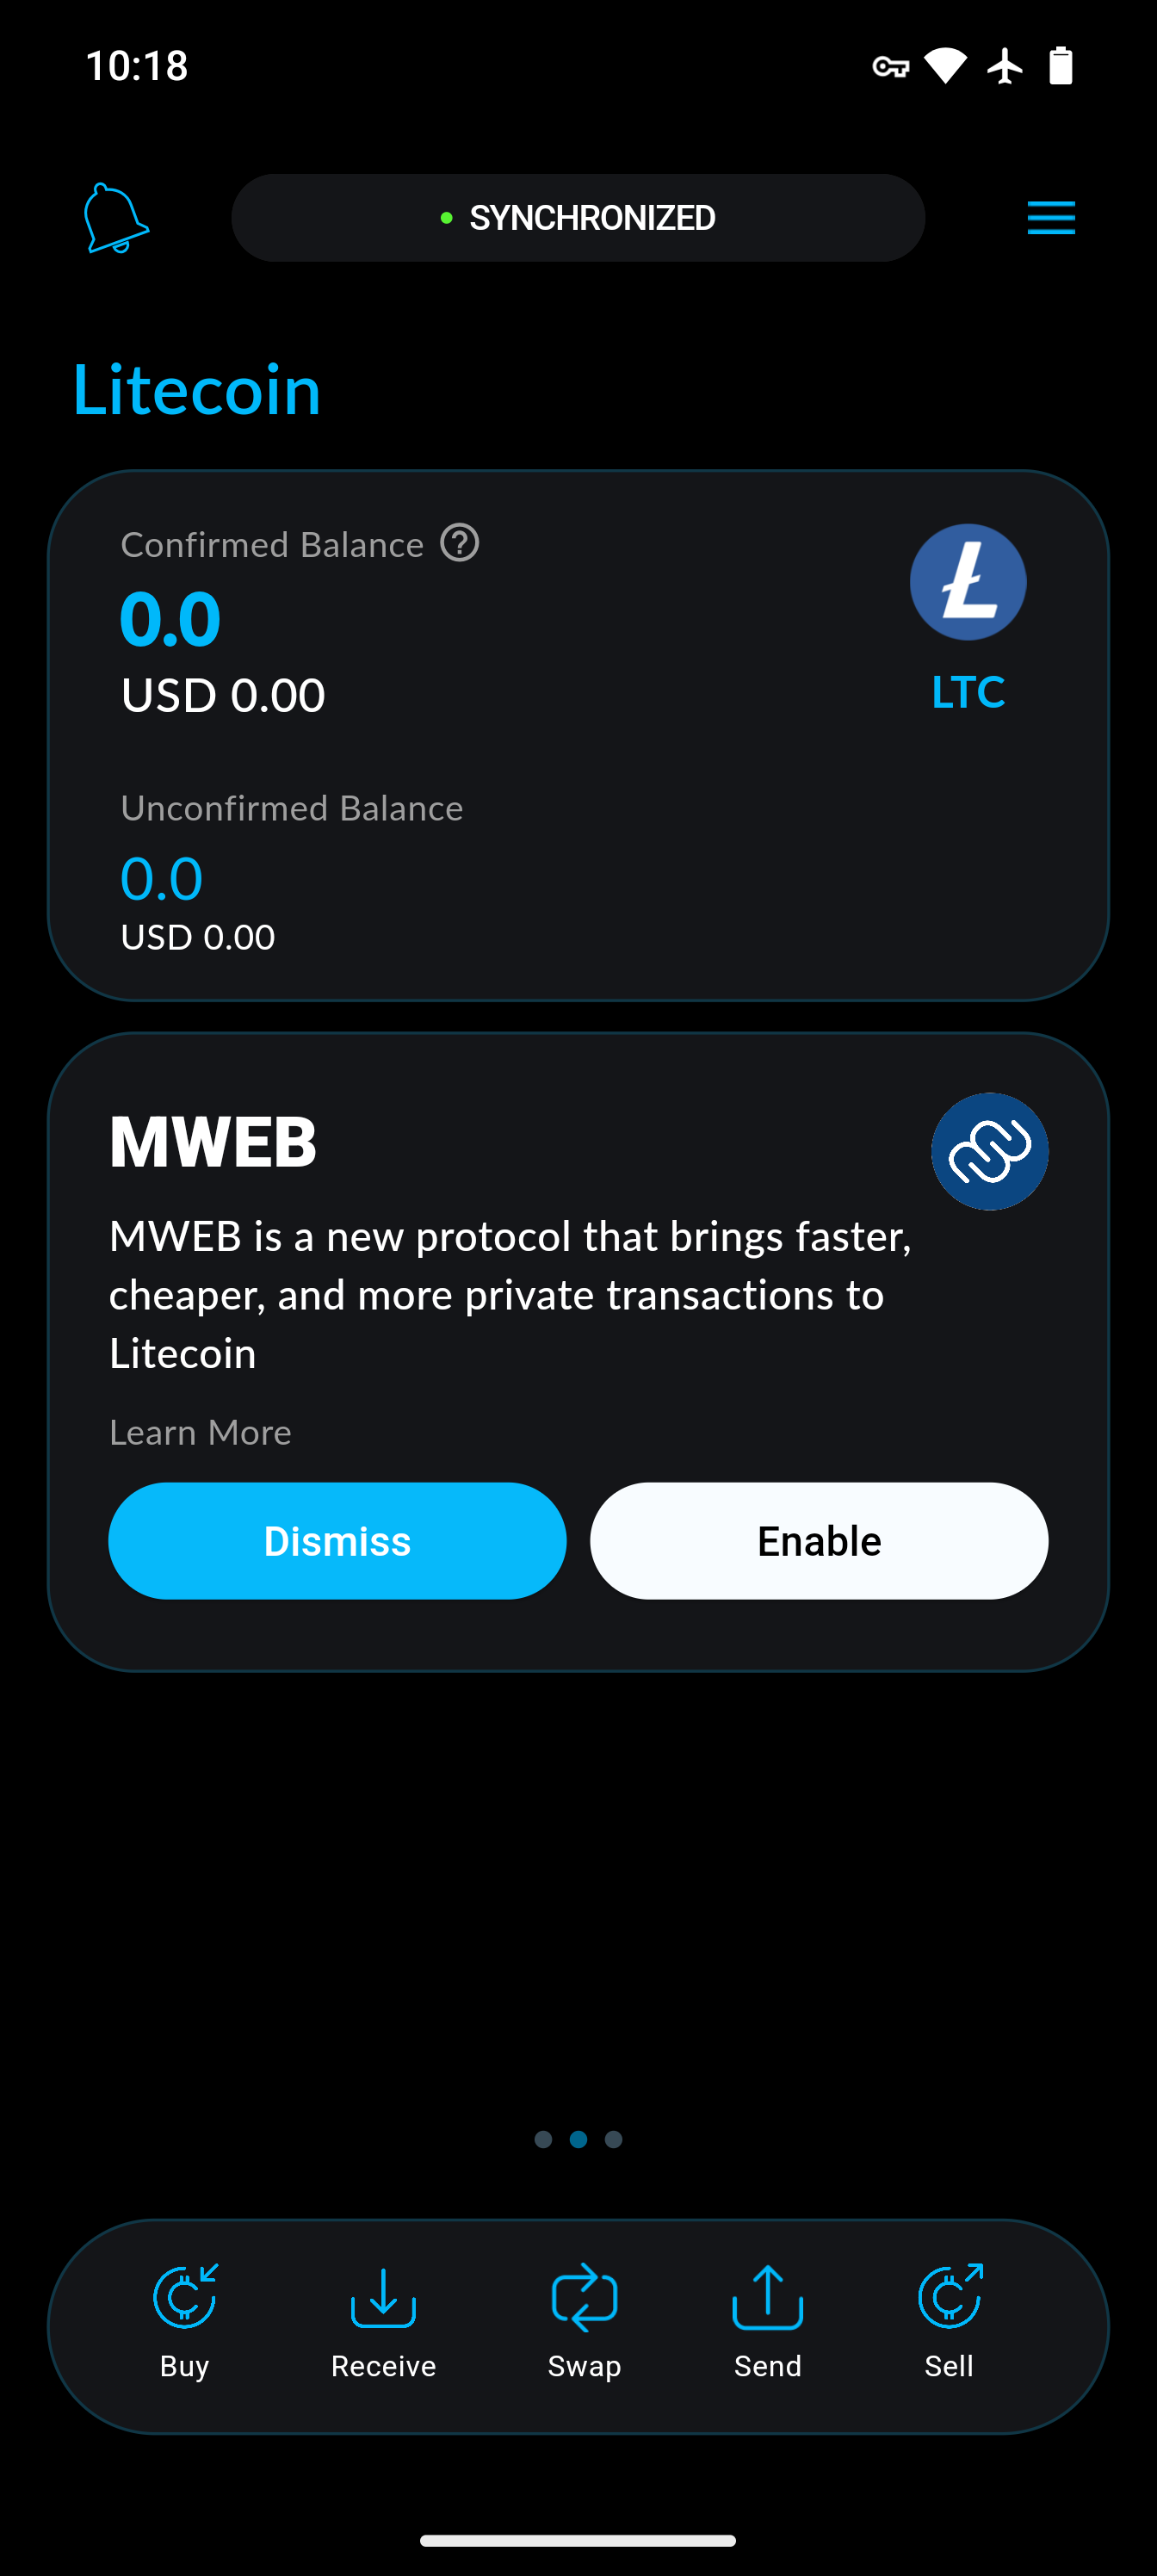 10:18
SYNCHRONIZED
Litecoin
Confirmed Balance
0.0
USD 0.00
LTC
Unconfirmed Balance
0.0
USD 0.00
MWEB
MWEB is a new protocol that brings faster,
cheaper, and more private transactions to
Litecoin
Learn More
Dismiss
Enable
Buy
Receive
Swap
Send
Sell